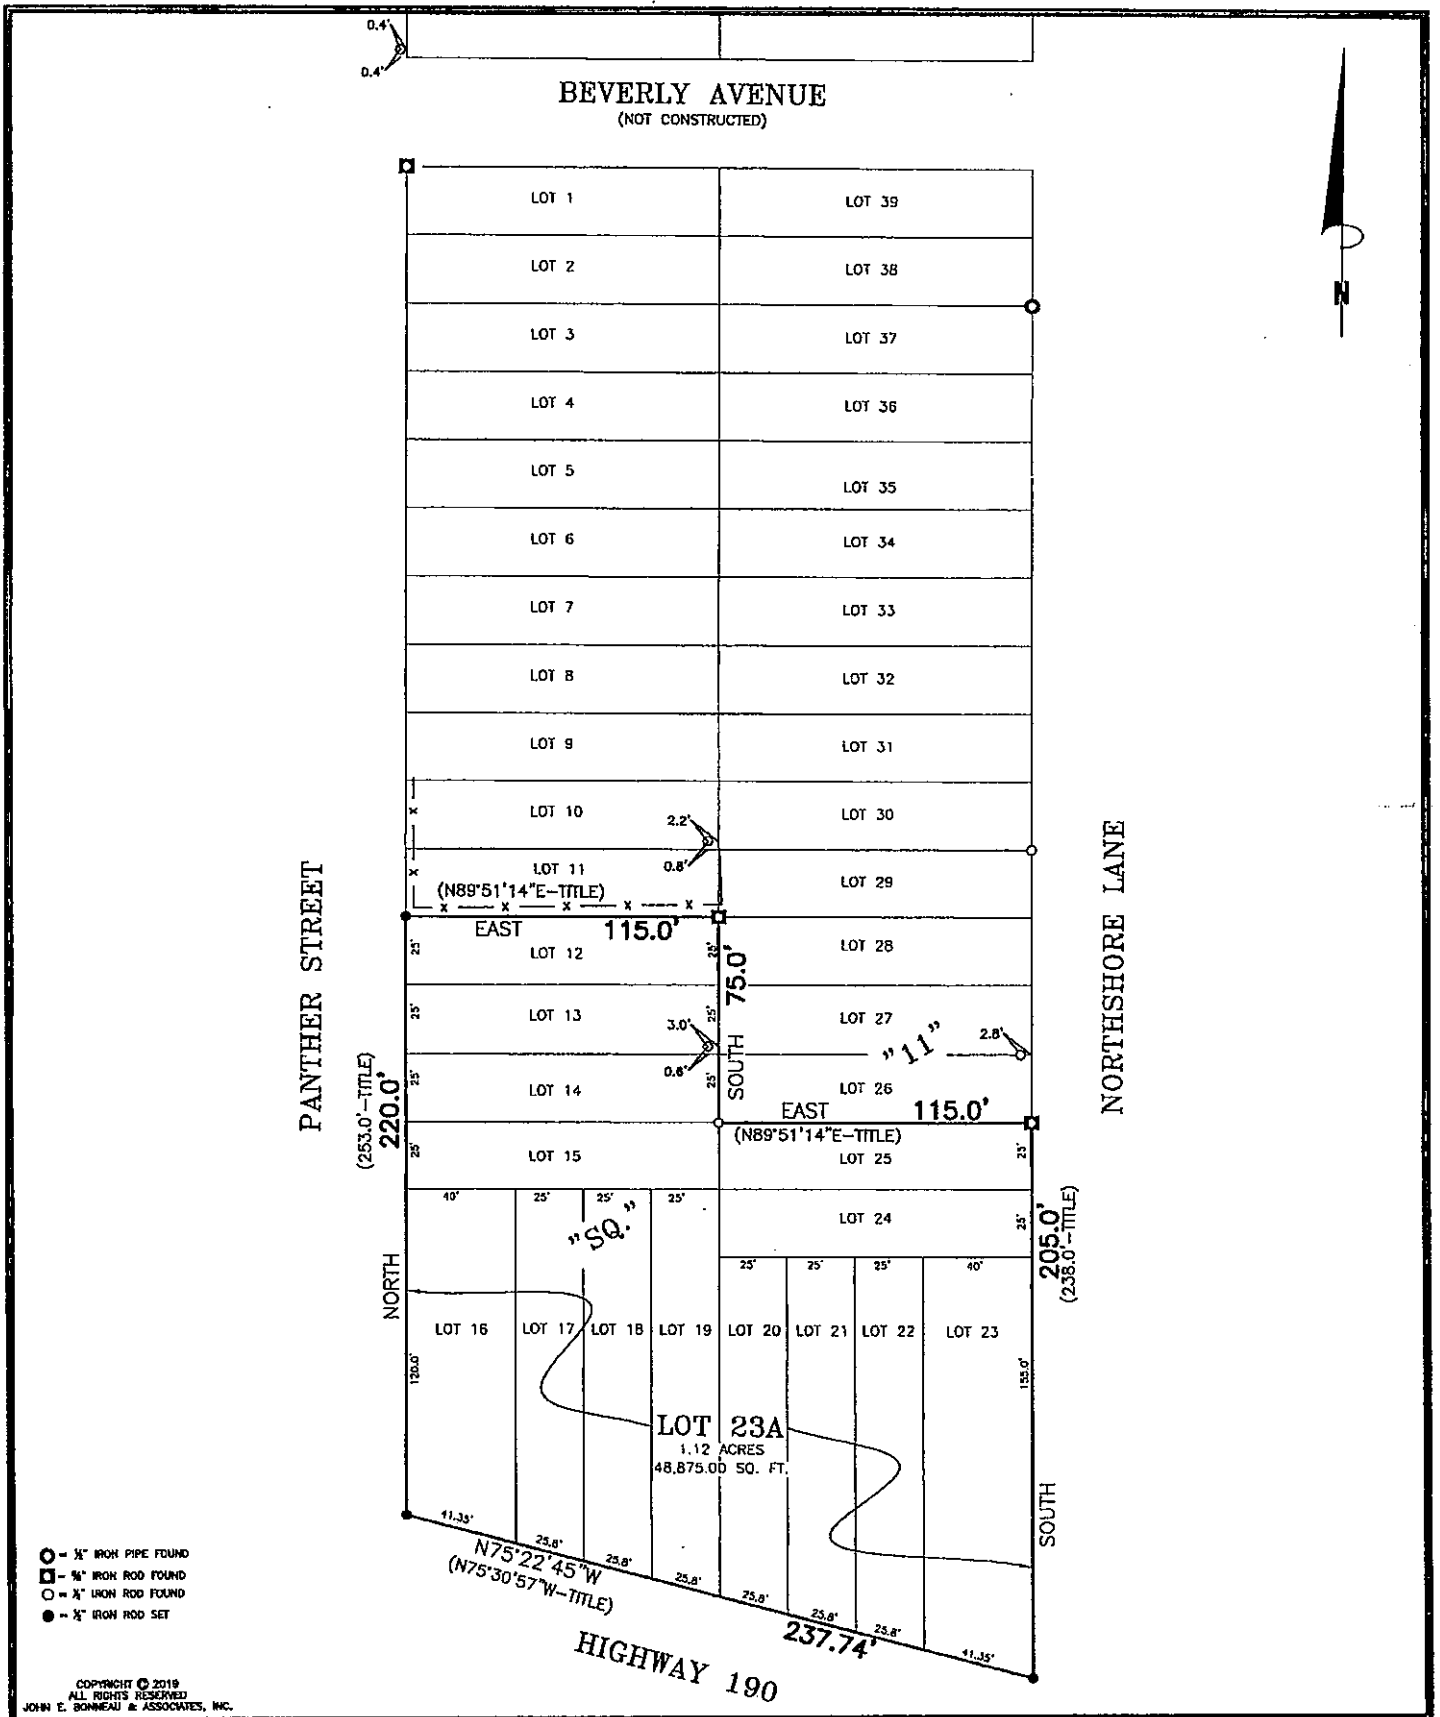 0.4'
0.4'
BEVERLY AVENUE
(NOT CONSTRUCTED)
N
LOT 1
LOT 39
LOT 2
LOT 38
LOT 3
LOT 37
LOT 4
LOT 36
LOT 5
LOT 35
LOT 6
LOT 34
LOT 7
LOT 33
LOT 8
LOT 32
LOT 9
LOT 31
LOT 10
2.2'
0.8'
LOT 30
LOT 11
(N89°51'14"E-TITLE)
LOT 29
EAST 115.0'
PANTHER STREET
NORTHSHORE LANE
25'
LOT 12
25'
75.0'
LOT 28
25'
LOT 13
3.0'
0.6'
25'
SOUTH
LOT 27
"11"
2.8'
(253.0'-TITLE)
220.0'
25'
LOT 14
25'
LOT 26
EAST 115.0'
(N89°51'14"E-TITLE)
25'
LOT 15
LOT 25
25'
40'
25'
25'
25'
"SQ."
LOT 24
25'
205.0'
(238.0'-TITLE)
25'
25'
25'
40'
NORTH
LOT 16
LOT 17
LOT 18
LOT 19
LOT 20
LOT 21
LOT 22
LOT 23
120.0'
155.0'
LOT 23A
1.12 ACRES
48,875.00 SQ. FT.
SOUTH
41.35'
25.8'
25.8'
25.8'
25.8'
25.8'
25.8'
41.35'
N75°22'45"W
(N75°30'57"W-TITLE)
237.74'
HIGHWAY 190
IRON PIPE FOUND
IRON ROD FOUND
IRON ROD FOUND
IRON ROD SET
COPYRIGHT © 2019
ALL RIGHTS RESERVED
JOHN E. BONNEAU & ASSOCIATES, INC.